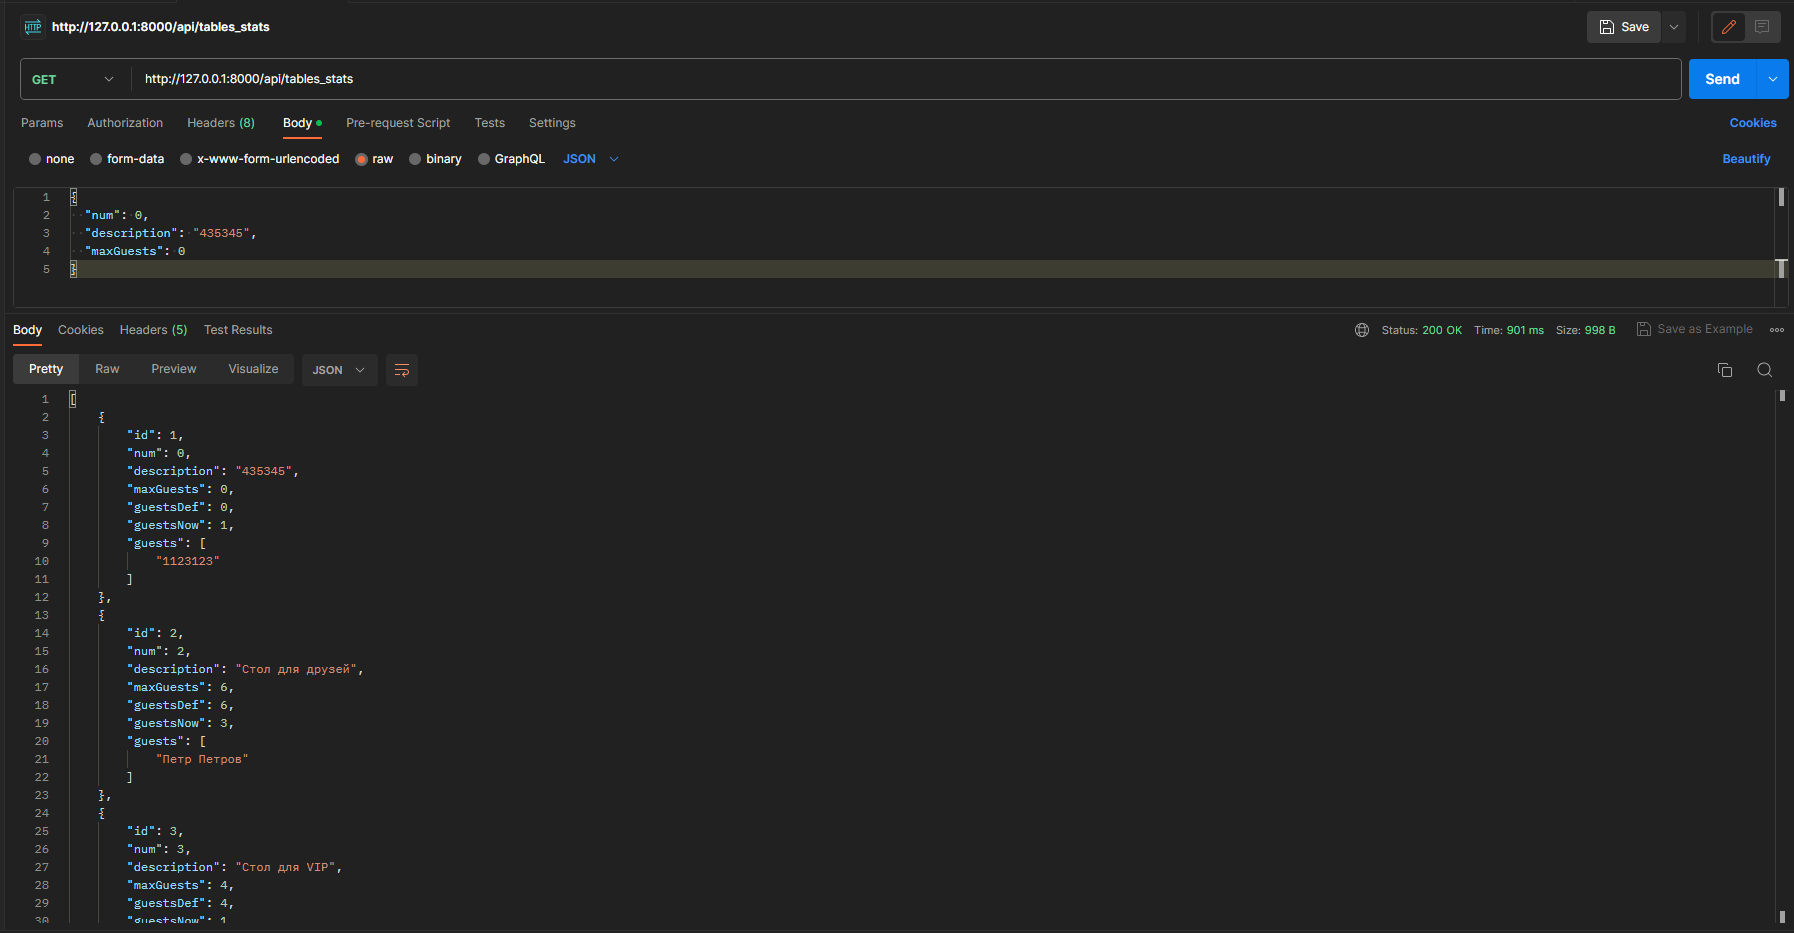 HTTP http://127.0.0.1:8000/api/tables_stats Save
GET http://127.0.0.1:8000/api/tables_stats Send
Params Authorization Headers (8) Body Pre-request Script Tests Settings Cookies
none form-data x-www-form-urlencoded raw binary GraphQL JSON Beautify
1 {
2 "num": 0,
3 "description": "435345",
4 "maxGuests": 0
5 }
Body Cookies Headers (5) Test Results Status: 200 OK Time: 901 ms Size: 998 B Save as Example
Pretty Raw Preview Visualize JSON
1 [
2 {
3 "id": 1,
4 "num": 0,
5 "description": "435345",
6 "maxGuests": 0,
7 "guestsDef": 0,
8 "guestsNow": 1,
9 "guests": [
10 "1123123"
11 ]
12 },
13 {
14 "id": 2,
15 "num": 2,
16 "description": "Стол для друзей",
17 "maxGuests": 6,
18 "guestsDef": 6,
19 "guestsNow": 3,
20 "guests": [
21 "Петр Петров"
22 ]
23 },
24 {
25 "id": 3,
26 "num": 3,
27 "description": "Стол для VIP",
28 "maxGuests": 4,
29 "guestsDef": 4,
30 "guestsNow": 1